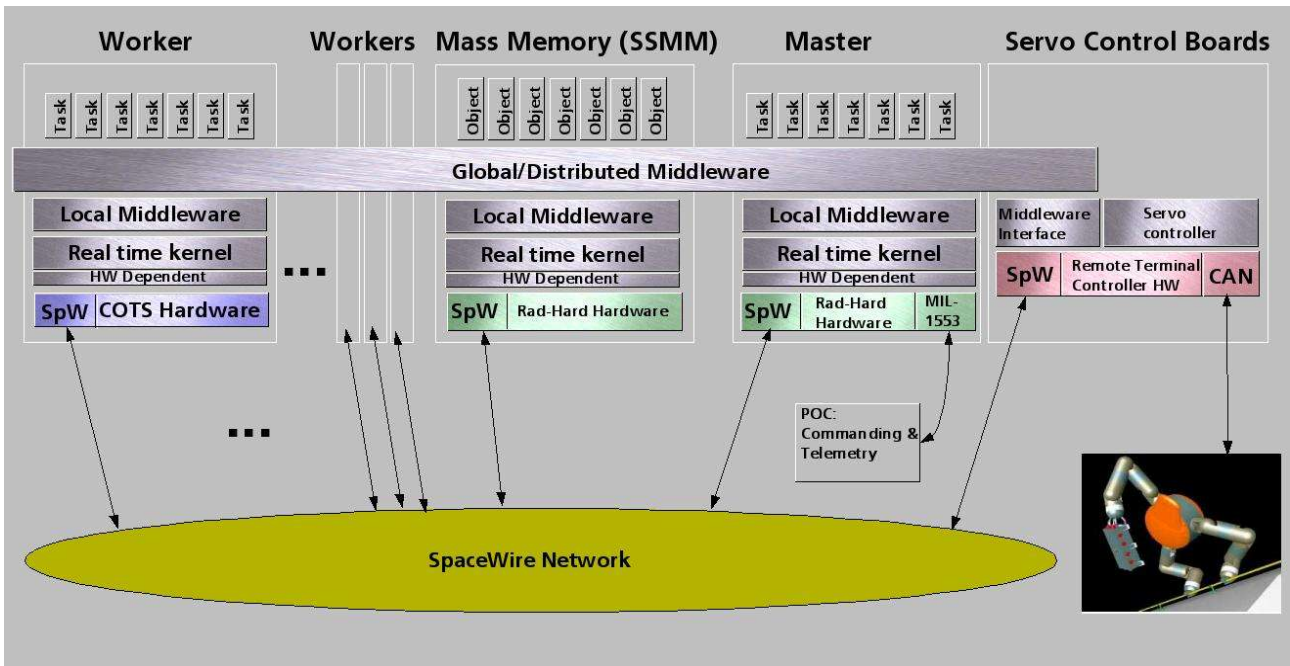 Worker
Workers
Mass Memory (SSMM)
Master
Servo Control Boards
Task
Task
Task
Task
Task
Task
Task
Object
Object
Object
Object
Object
Object
Object
Task
Task
Task
Task
Task
Task
Task
Global/Distributed Middleware
Local Middleware
Real time kernel
HW Dependent
SpW
COTS Hardware
...
Local Middleware
Real time kernel
HW Dependent
SpW
Rad-Hard Hardware
Local Middleware
Real time kernel
HW Dependent
SpW
Rad-Hard
Hardware
MIL-
1553
Middleware
Interface
Servo
controller
SpW
Remote Terminal
Controller HW
CAN
...
POC:
Commanding &
Telemetry
SpaceWire Network